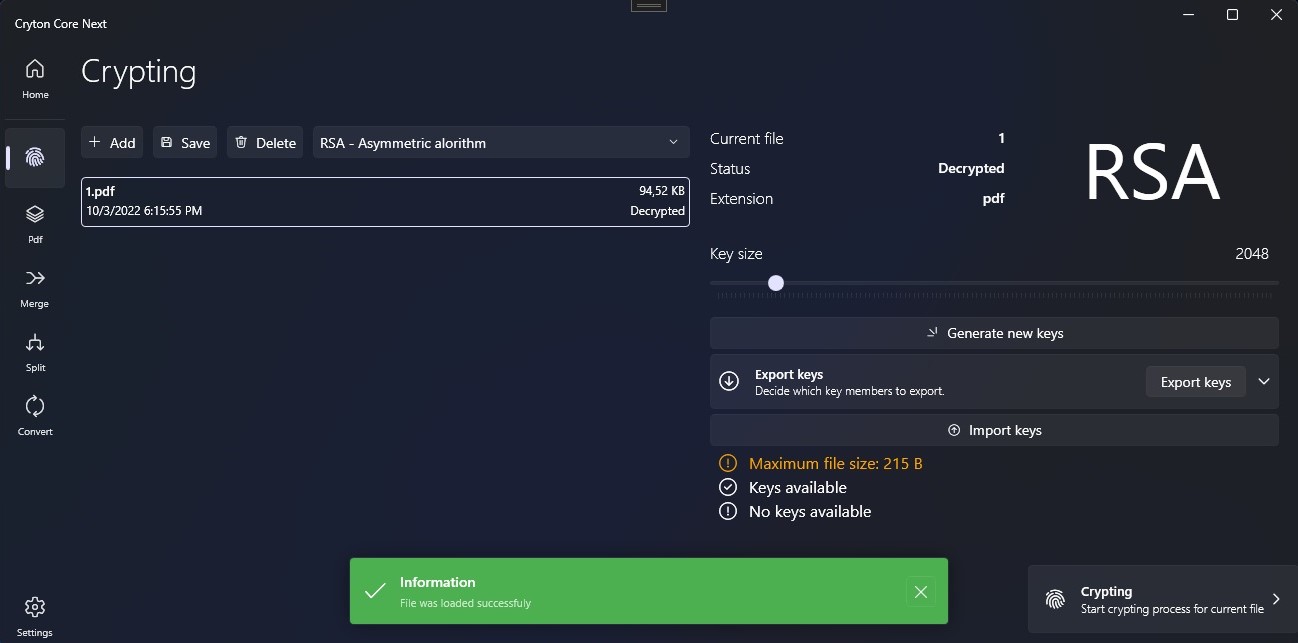 Cryton Core Next
Home
Pdf
Merge
Split
Convert
Settings
Crypting
Add
Save
Delete
RSA - Asymmetric alorithm
1.pdf
94,52 KB
10/3/2022 6:15:55 PM
Decrypted
Current file
1
Status
Decrypted
Extension
pdf
RSA
Key size
2048
Generate new keys
Export keys
Decide which key members to export.
Export keys
Import keys
Maximum file size: 215 B
Keys available
No keys available
Information
File was loaded successfuly
Crypting
Start crypting process for current file